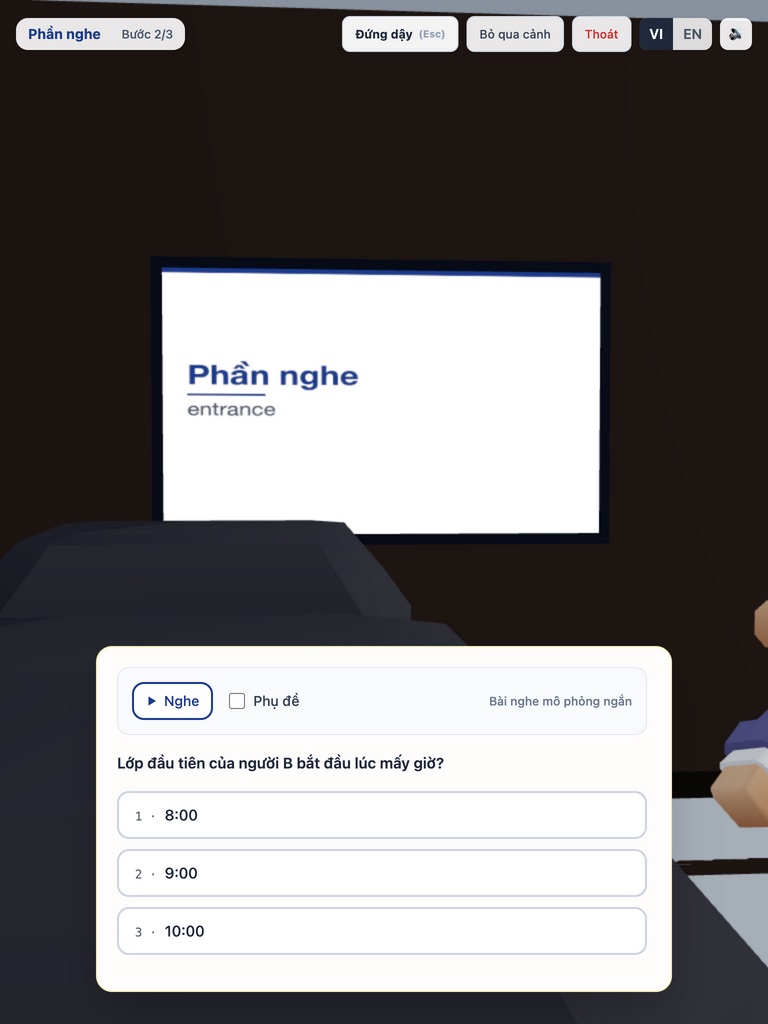 Phần nghe Bước 2/3 Đứng dậy (Esc) Bỏ qua cảnh Thoát VI EN
Phần nghe
entrance
Nghe Phụ đề Bài nghe mô phỏng ngắn
Lớp đầu tiên của người B bắt đầu lúc mấy giờ?
1 · 8:00
2 · 9:00
3 · 10:00